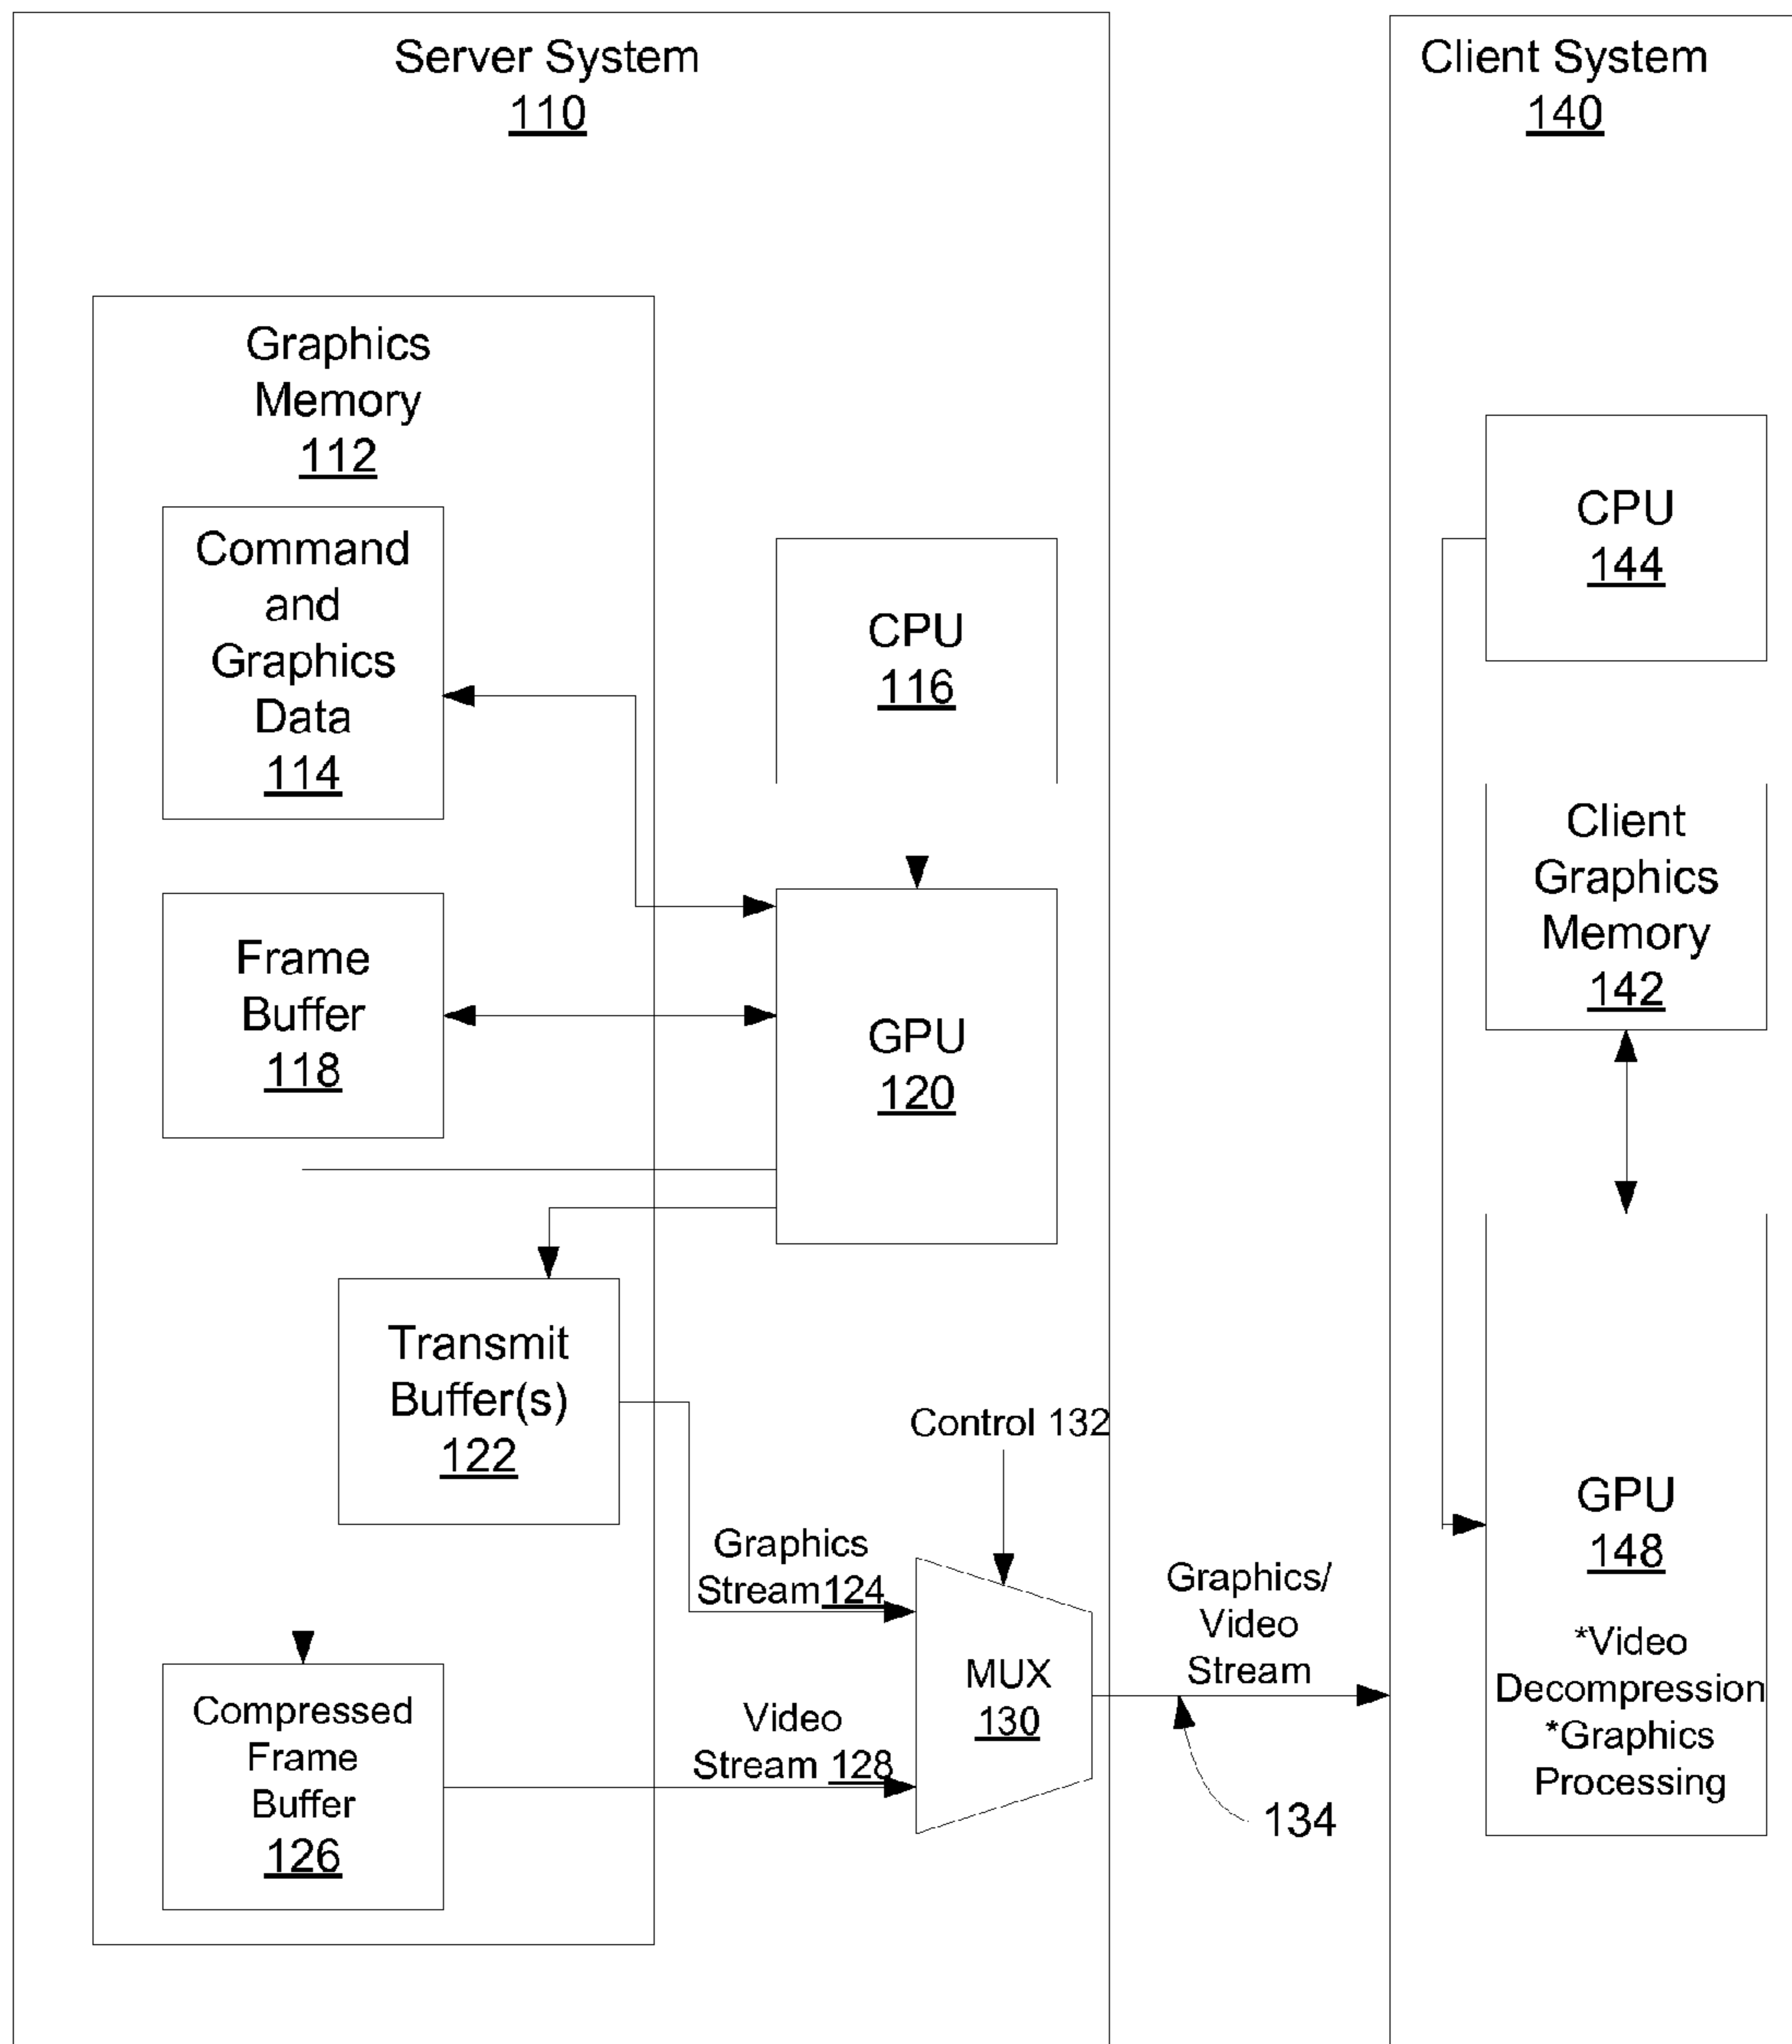 Server System
110
Client System
140
Graphics
Memory
112
Command
and
Graphics
Data
114
CPU
116
CPU
144
Client
Graphics
Memory
142
Frame
Buffer
118
GPU
120
Transmit
Buffer(s)
122
Control 132
Graphics
Stream124
Graphics/
Video
Stream
GPU
148
*Video
Decompression
*Graphics
Processing
MUX
130
Compressed
Frame
Buffer
126
Video
Stream 128
134